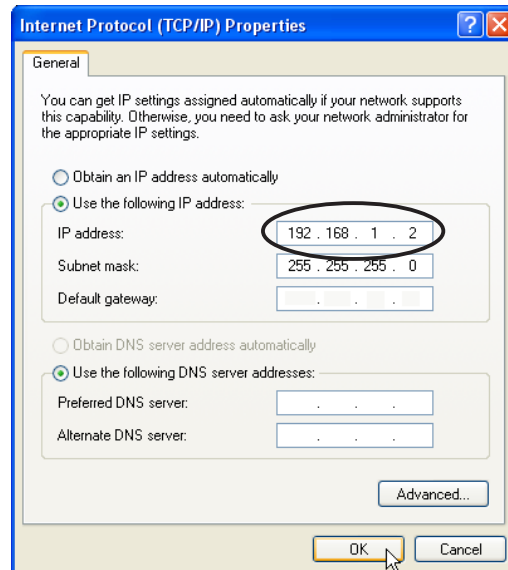 Internet Protocol (TCP/IP) Properties
General
You can get IP settings assigned automatically if your network supports
this capability. Otherwise, you need to ask your network administrator for
the appropriate IP settings.
Obtain an IP address automatically
Use the following IP address:
IP address: 192 . 168 . 1 . 2
Subnet mask: 255 . 255 . 255 . 0
Default gateway: . . .
Obtain DNS server address automatically
Use the following DNS server addresses:
Preferred DNS server: . . .
Alternate DNS server: . . .
Advanced...
OK Cancel